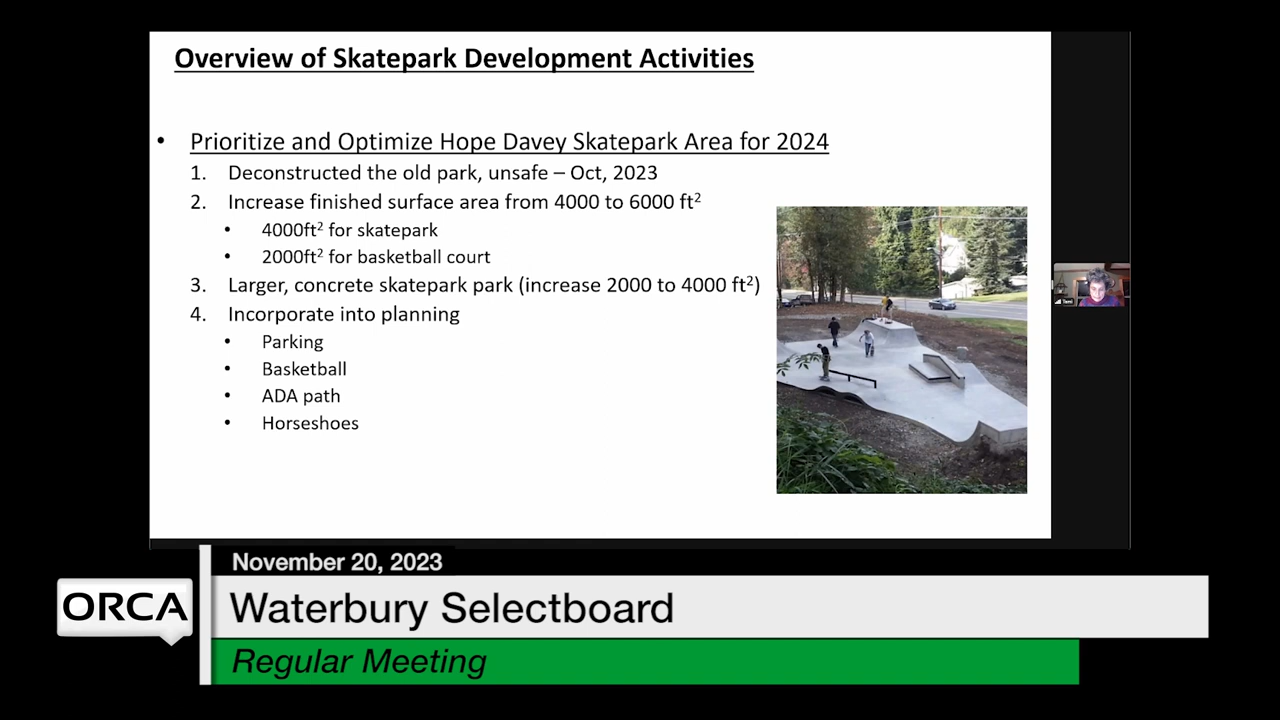 Overview of Skatepark Development Activities
• Prioritize and Optimize Hope Davey Skatepark Area for 2024
1. Deconstructed the old park, unsafe – Oct, 2023
2. Increase finished surface area from 4000 to 6000 ft²
• 4000ft² for skatepark
• 2000ft² for basketball court
3. Larger, concrete skatepark park (increase 2000 to 4000 ft²)
4. Incorporate into planning
• Parking
• Basketball
• ADA path
• Horseshoes
November 20, 2023
ORCA
Waterbury Selectboard
Regular Meeting